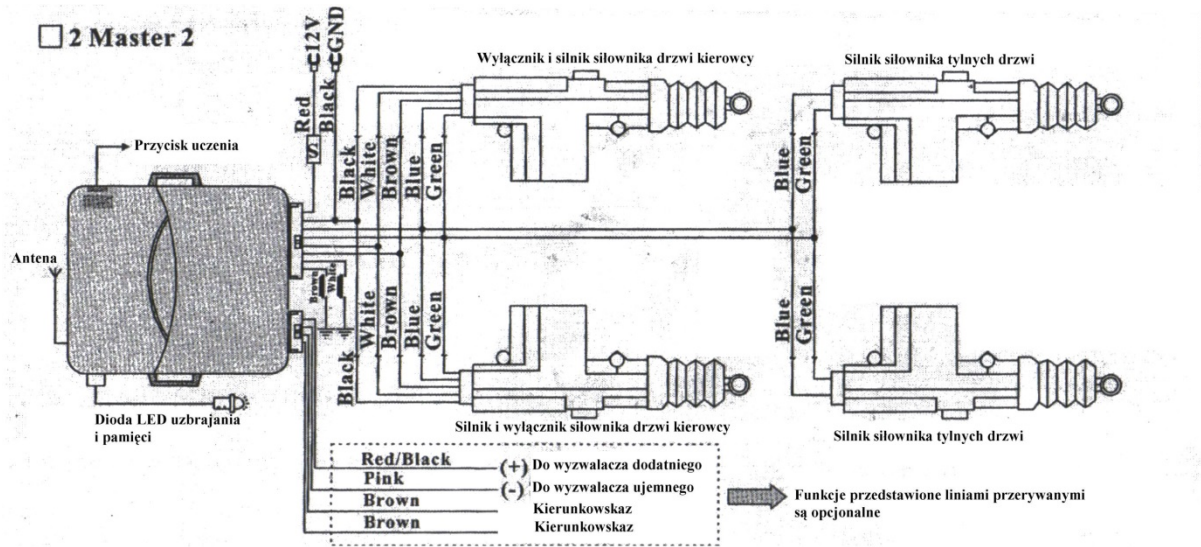 2 Master 2
12V
GND
Red
Black
Wyłącznik i silnik siłownika drzwi kierowcy
Silnik siłownika tylnych drzwi
Przycisk uczenia
Black
White
Brown
Blue
Green
Blue
Green
Antena
Brown
White
Black
White
Brown
Blue
Green
Blue
Green
Dioda LED uzbrajania
i pamięci
Silnik i wyłącznik siłownika drzwi kierowcy
Silnik siłownika tylnych drzwi
Red/Black (+) Do wyzwalacza dodatniego
Pink (-) Do wyzwalacza ujemnego
Brown Kierunkowskaz
Brown Kierunkowskaz
Funkcje przedstawione liniami przerywanymi
są opcjonalne